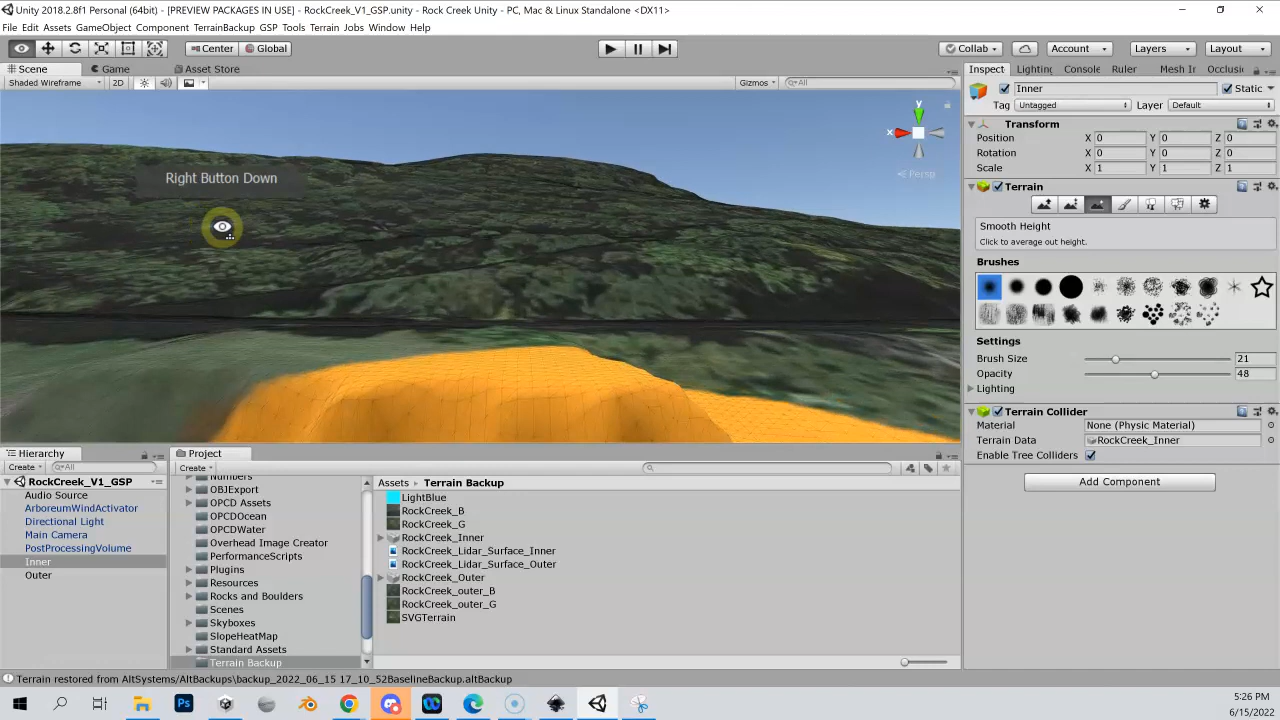 Unity 2018.2.8f1 Personal (64bit) - [PREVIEW PACKAGES IN USE] - RockCreek_V1_GSP.unity - Rock Creek Unity - PC, Mac & Linux Standalone <DX11>
File Edit Assets GameObject Component TerrainBackup GSP Tools Terrain Jobs Window Help
Center Global Collab Account Layers Layout
Scene Game Asset Store
Inspect Lighting Console Ruler Mesh In Occlusi
Shaded Wireframe 2D Gizmos All
Inner Static
Tag Untagged Layer Default
y
x
Persp
Right Button Down
Transform
Position X 0 Y 0 Z 0
Rotation X 0 Y 0 Z 0
Scale X 1 Y 1 Z 1
Terrain
Smooth Height
Click to average out height.
Brushes
Settings
Brush Size 21
Opacity 48
Lighting
Terrain Collider
Material None (Physic Material)
Terrain Data RockCreek_Inner
Enable Tree Colliders
Add Component
Hierarchy
Create All
RockCreek_V1_GSP
Audio Source
ArboreumWindActivator
Directional Light
Main Camera
PostProcessingVolume
Inner
Outer
Project
Create
Numbers
OBJExport
OPCD Assets
OPCDOcean
OPCDWater
Overhead Image Creator
PerformanceScripts
Plugins
Resources
Rocks and Boulders
Scenes
Skyboxes
SlopeHeatMap
Standard Assets
Terrain Backup
Assets Terrain Backup
LightBlue
RockCreek_B
RockCreek_G
RockCreek_Inner
RockCreek_Lidar_Surface_Inner
RockCreek_Lidar_Surface_Outer
RockCreek_Outer
RockCreek_outer_B
RockCreek_outer_G
SVGTerrain
Terrain restored from AltSystems/AltBackups\backup_2022_06_15 17_10_52BaselineBackup.altBackup
Ps
5:26 PM
6/15/2022